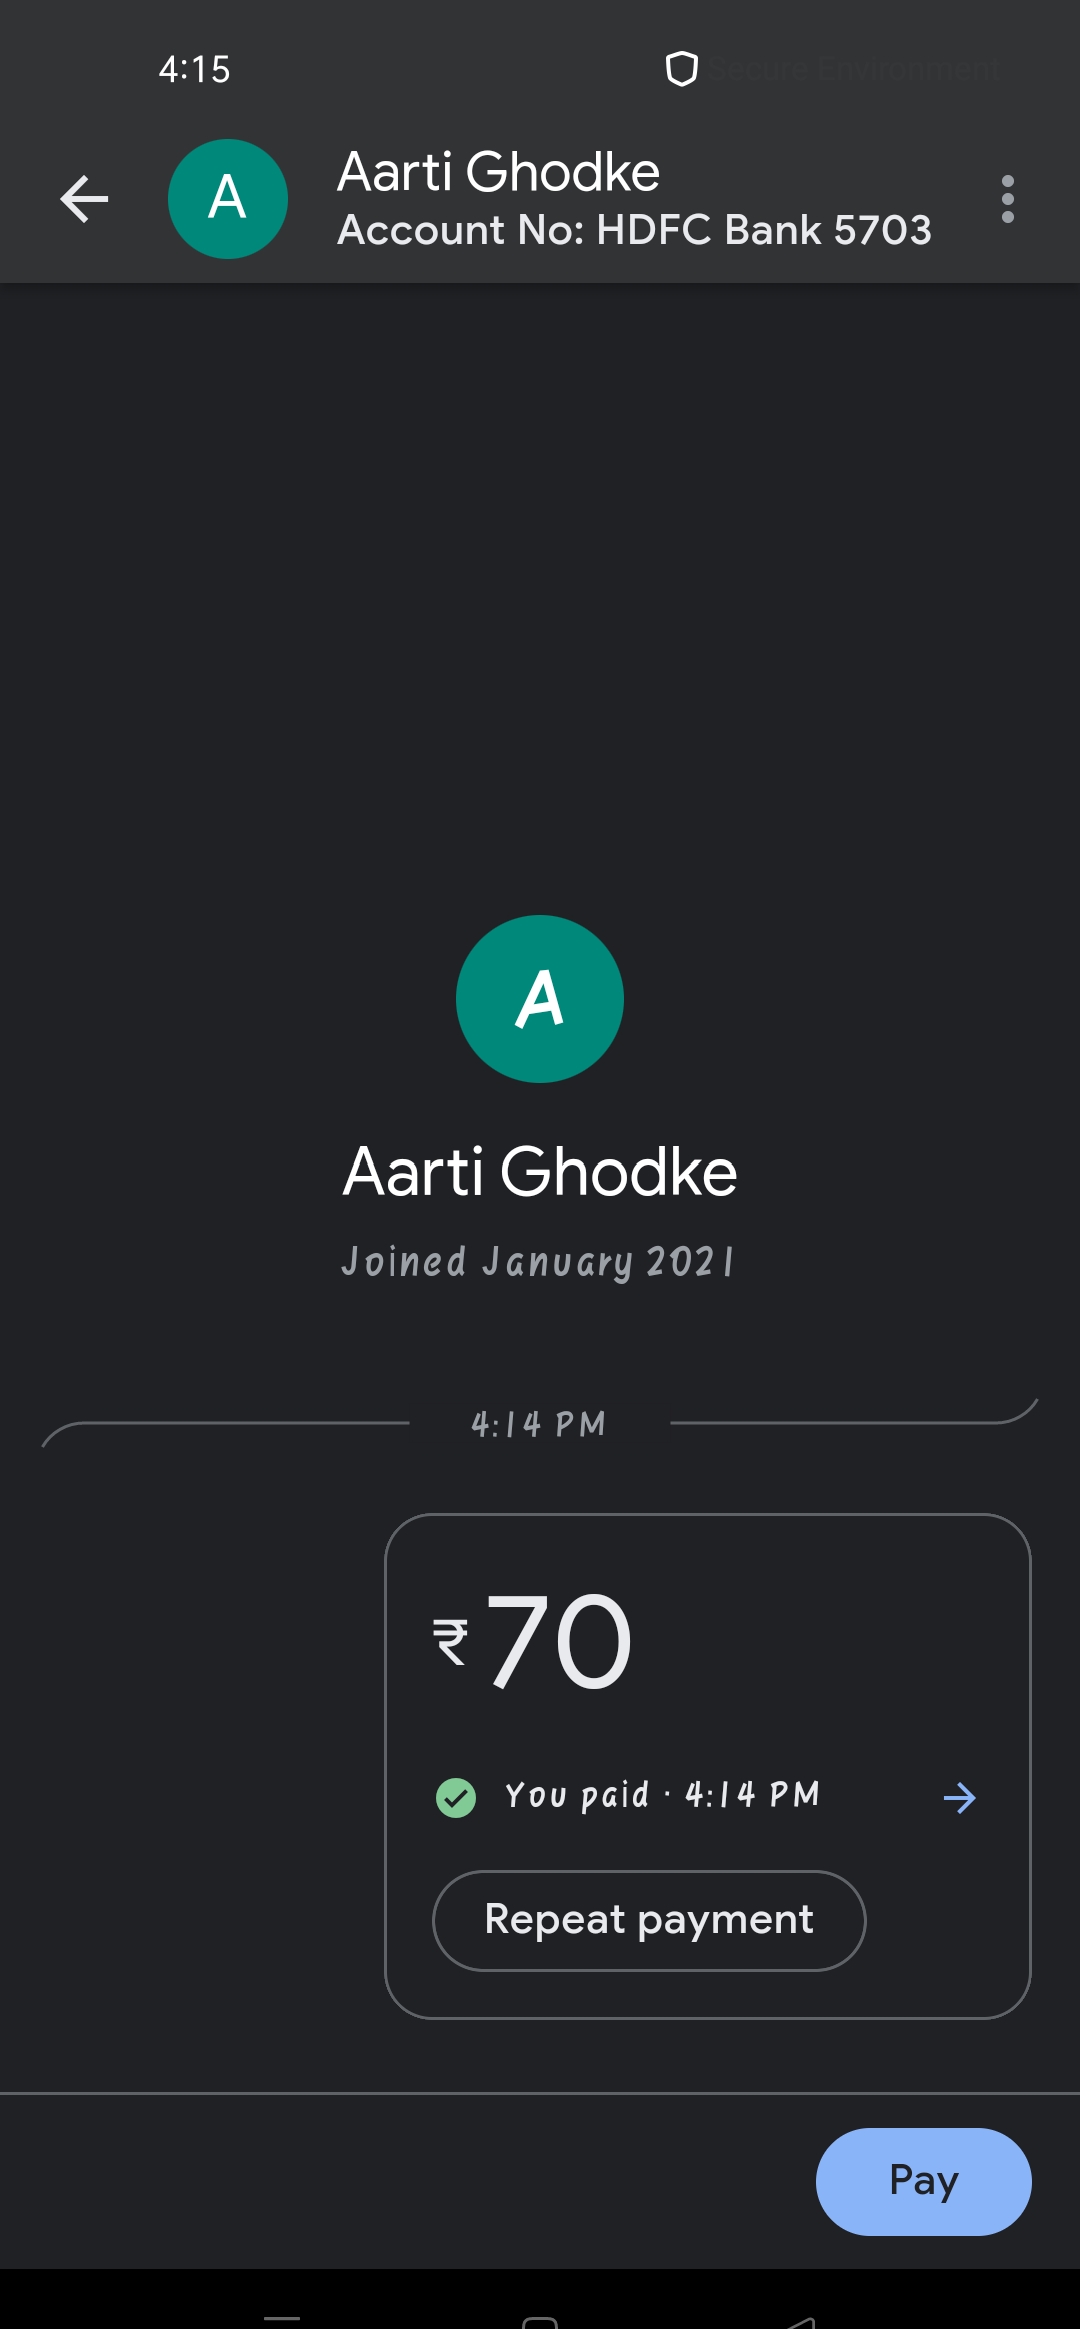 4:15
Secure Environment
A
Aarti Ghodke
Account No: HDFC Bank 5703
A
Aarti Ghodke
Joined January 2021
4:14 PM
₹70
You paid · 4:14 PM
Repeat payment
Pay